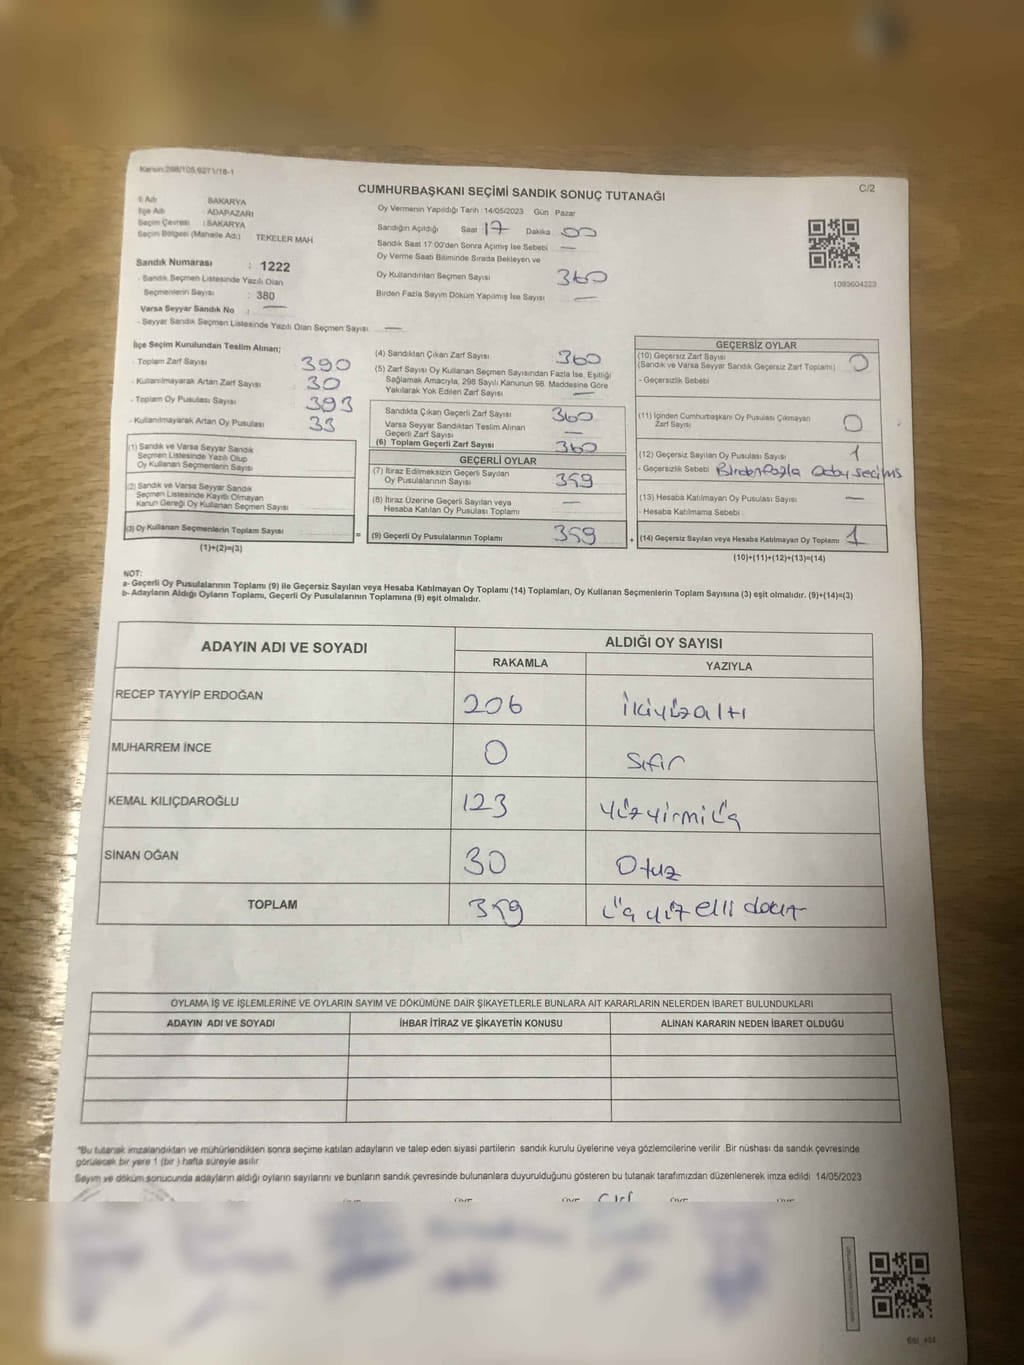 Kanun:298/105,6271/18-1
C/2
CUMHURBAŞKANI SEÇİMİ SANDIK SONUÇ TUTANAĞI
İl Adı SAKARYA
İlçe Adı ADAPAZARI
Seçim Çevresi : SAKARYA
Seçim Bölgesi (Mahalle Adı) TEKELER MAH
Sandık Numarası : 1222
- Sandık Seçmen Listesinde Yazılı Olan
Seçmenlerin Sayısı : 380
Varsa Seyyar Sandık No : —
- Seyyar Sandık Seçmen Listesinde Yazılı Olan Seçmen Sayısı —
Oy Vermenin Yapıldığı Tarih :14/05/2023 Gün Pazar
Sandığın Açıldığı Saat 17 Dakika 00
Sandık Saat 17:00'den Sonra Açımış İse Sebebi —
Oy Verme Saati Bitiminde Sırada Bekleyen ve
Oy Kullandırılan Seçmen Sayısı 360
Birden Fazla Sayım Döküm Yapılmış İse Sayısı —
1093604223
İlçe Seçim Kurulundan Teslim Alınan;
- Toplam Zarf Sayısı 390
- Kullanılmayarak Artan Zarf Sayısı 30
- Toplam Oy Pusulası Sayısı 393
- Kullanılmayarak Artan Oy Pusulası 33
(1) Sandık ve Varsa Seyyar Sandık
Seçmen Listesinde Yazılı Olup
Oy Kullanan Seçmenlerin Sayısı
(2) Sandık ve Varsa Seyyar Sandık
Seçmen Listesinde Kayıtlı Olmayan
Kanun Gereği Oy Kullanan Seçmen Sayısı
(3) Oy Kullanan Seçmenlerin Toplam Sayısı
(1)+(2)=(3)
(4) Sandıktan Çıkan Zarf Sayısı 360
(5) Zarf Sayısı Oy Kullanan Seçmen Sayısından Fazla İse, Eşitliği
Sağlamak Amacıyla, 298 Sayılı Kanunun 98. Maddesine Göre
Yakılarak Yok Edilen Zarf Sayısı —
Sandıkta Çıkan Geçerli Zarf Sayısı 360
Varsa Seyyar Sandıktan Teslim Alınan
Geçerli Zarf Sayısı —
(6) Toplam Geçerli Zarf Sayısı 360
GEÇERLİ OYLAR
(7) İtiraz Edilmeksizin Geçerli Sayılan
Oy Pusulalarının Sayısı 359
(8) İtiraz Üzerine Geçerli Sayılan veya
Hesaba Katılan Oy Pusulası Toplamı —
= (9) Geçerli Oy Pusulalarının Toplamı 359
GEÇERSİZ OYLAR
(10) Geçersiz Zarf Sayısı 0
(Sandık ve Varsa Seyyar Sandık Geçersiz Zarf Toplamı)
- Geçersizlik Sebebi
(11) İçinden Cumhurbaşkanı Oy Pusulası Çıkmayan
Zarf Sayısı 0
(12) Geçersiz Sayılan Oy Pusulası Sayısı 1
- Geçersizlik Sebebi Birden fazla aday seçimş
(13) Hesaba Katılmayan Oy Pusulası Sayısı —
- Hesaba Katılmama Sebebi
+ (14) Geçersiz Sayılan veya Hesaba Katılmayan Oy Toplamı 1
(10)+(11)+(12)+(13)=(14)
NOT:
a- Geçerli Oy Pusulalarının Toplamı (9) ile Geçersiz Sayılan veya Hesaba Katılmayan Oy Toplamı (14) Toplamları, Oy Kullanan Seçmenlerin Toplam Sayısına (3) eşit olmalıdır. (9)+(14)=(3)
b- Adayların Aldığı Oyların Toplamı, Geçerli Oy Pusulalarının Toplamına (9) eşit olmalıdır.
ADAYIN ADI VE SOYADI
ALDIĞI OY SAYISI
RAKAMLA YAZIYLA
RECEP TAYYİP ERDOĞAN 206 ikiyüzaltı
MUHARREM İNCE 0 sıfır
KEMAL KILIÇDAROĞLU 123 yüzyirmiüç
SİNAN OĞAN 30 Otuz
TOPLAM 359 üçyüzellidokuz
OYLAMA İŞ VE İŞLEMLERİNE VE OYLARIN SAYIM VE DÖKÜMÜNE DAİR ŞİKAYETLERLE BUNLARA AİT KARARLARIN NELERDEN İBARET BULUNDUKLARI
ADAYIN ADI VE SOYADI İHBAR İTİRAZ VE ŞİKAYETİN KONUSU ALINAN KARARIN NEDEN İBARET OLDUĞU
*Bu tutanak imzalandıktan ve mühürlendikten sonra seçime katılan adayların ve talep eden siyasi partilerin sandık kurulu üyelerine veya gözlemcilerine verilir .Bir nüshası da sandık çevresinde
görülecek bir yere 1 (bir ) hafta süreyle asılır
Sayım ve döküm sonucunda adayların aldığı oyların sayılarını ve bunların sandık çevresinde bulunanlara duyurulduğunu gösteren bu tutanak tarafımızdan düzenlenerek imza edildi 14/05/2023